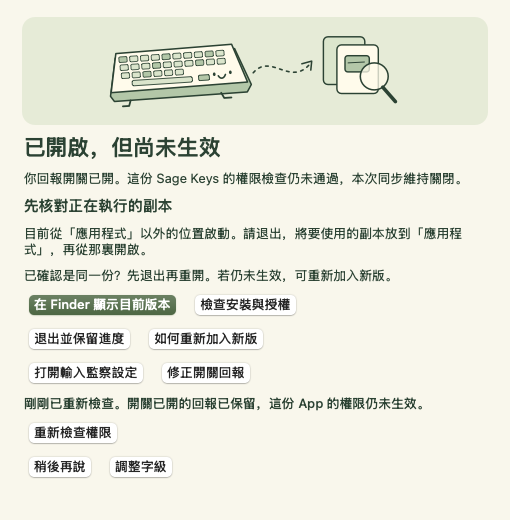 已開啟，但尚未生效
你回報開關已開。這份 Sage Keys 的權限檢查仍未通過，本次同步維持關閉。
先核對正在執行的副本
目前從「應用程式」以外的位置啟動。請退出，將要使用的副本放到「應用程
式」，再從那裏開啟。
已確認是同一份？先退出再重開。若仍未生效，可重新加入新版。
在 Finder 顯示目前版本
檢查安裝與授權
退出並保留進度
如何重新加入新版
打開輸入監察設定
修正開關回報
剛剛已重新檢查。開關已開的回報已保留，這份 App 的權限仍未生效。
重新檢查權限
稍後再說
調整字級